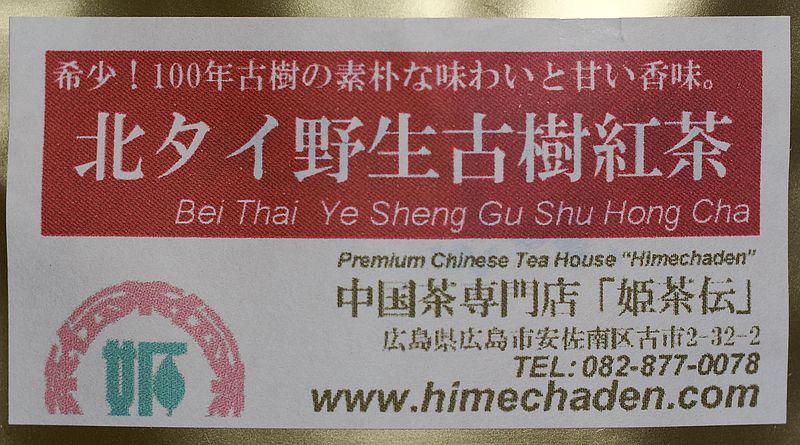 希少！100年古樹の素朴な味わいと甘い香味。
北タイ野生古樹紅茶
Bei Thai Ye Sheng Gu Shu Hong Cha
Premium Chinese Tea House "Himechaden"
中国茶専門店「姫茶伝」
広島県広島市安佐南区古市2-32-2
TEL: 082-877-0078
www.himechaden.com